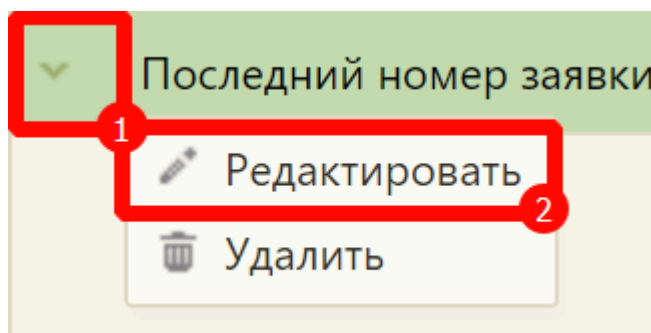 Последний номер заявки
1
Редактировать
2
Удалить